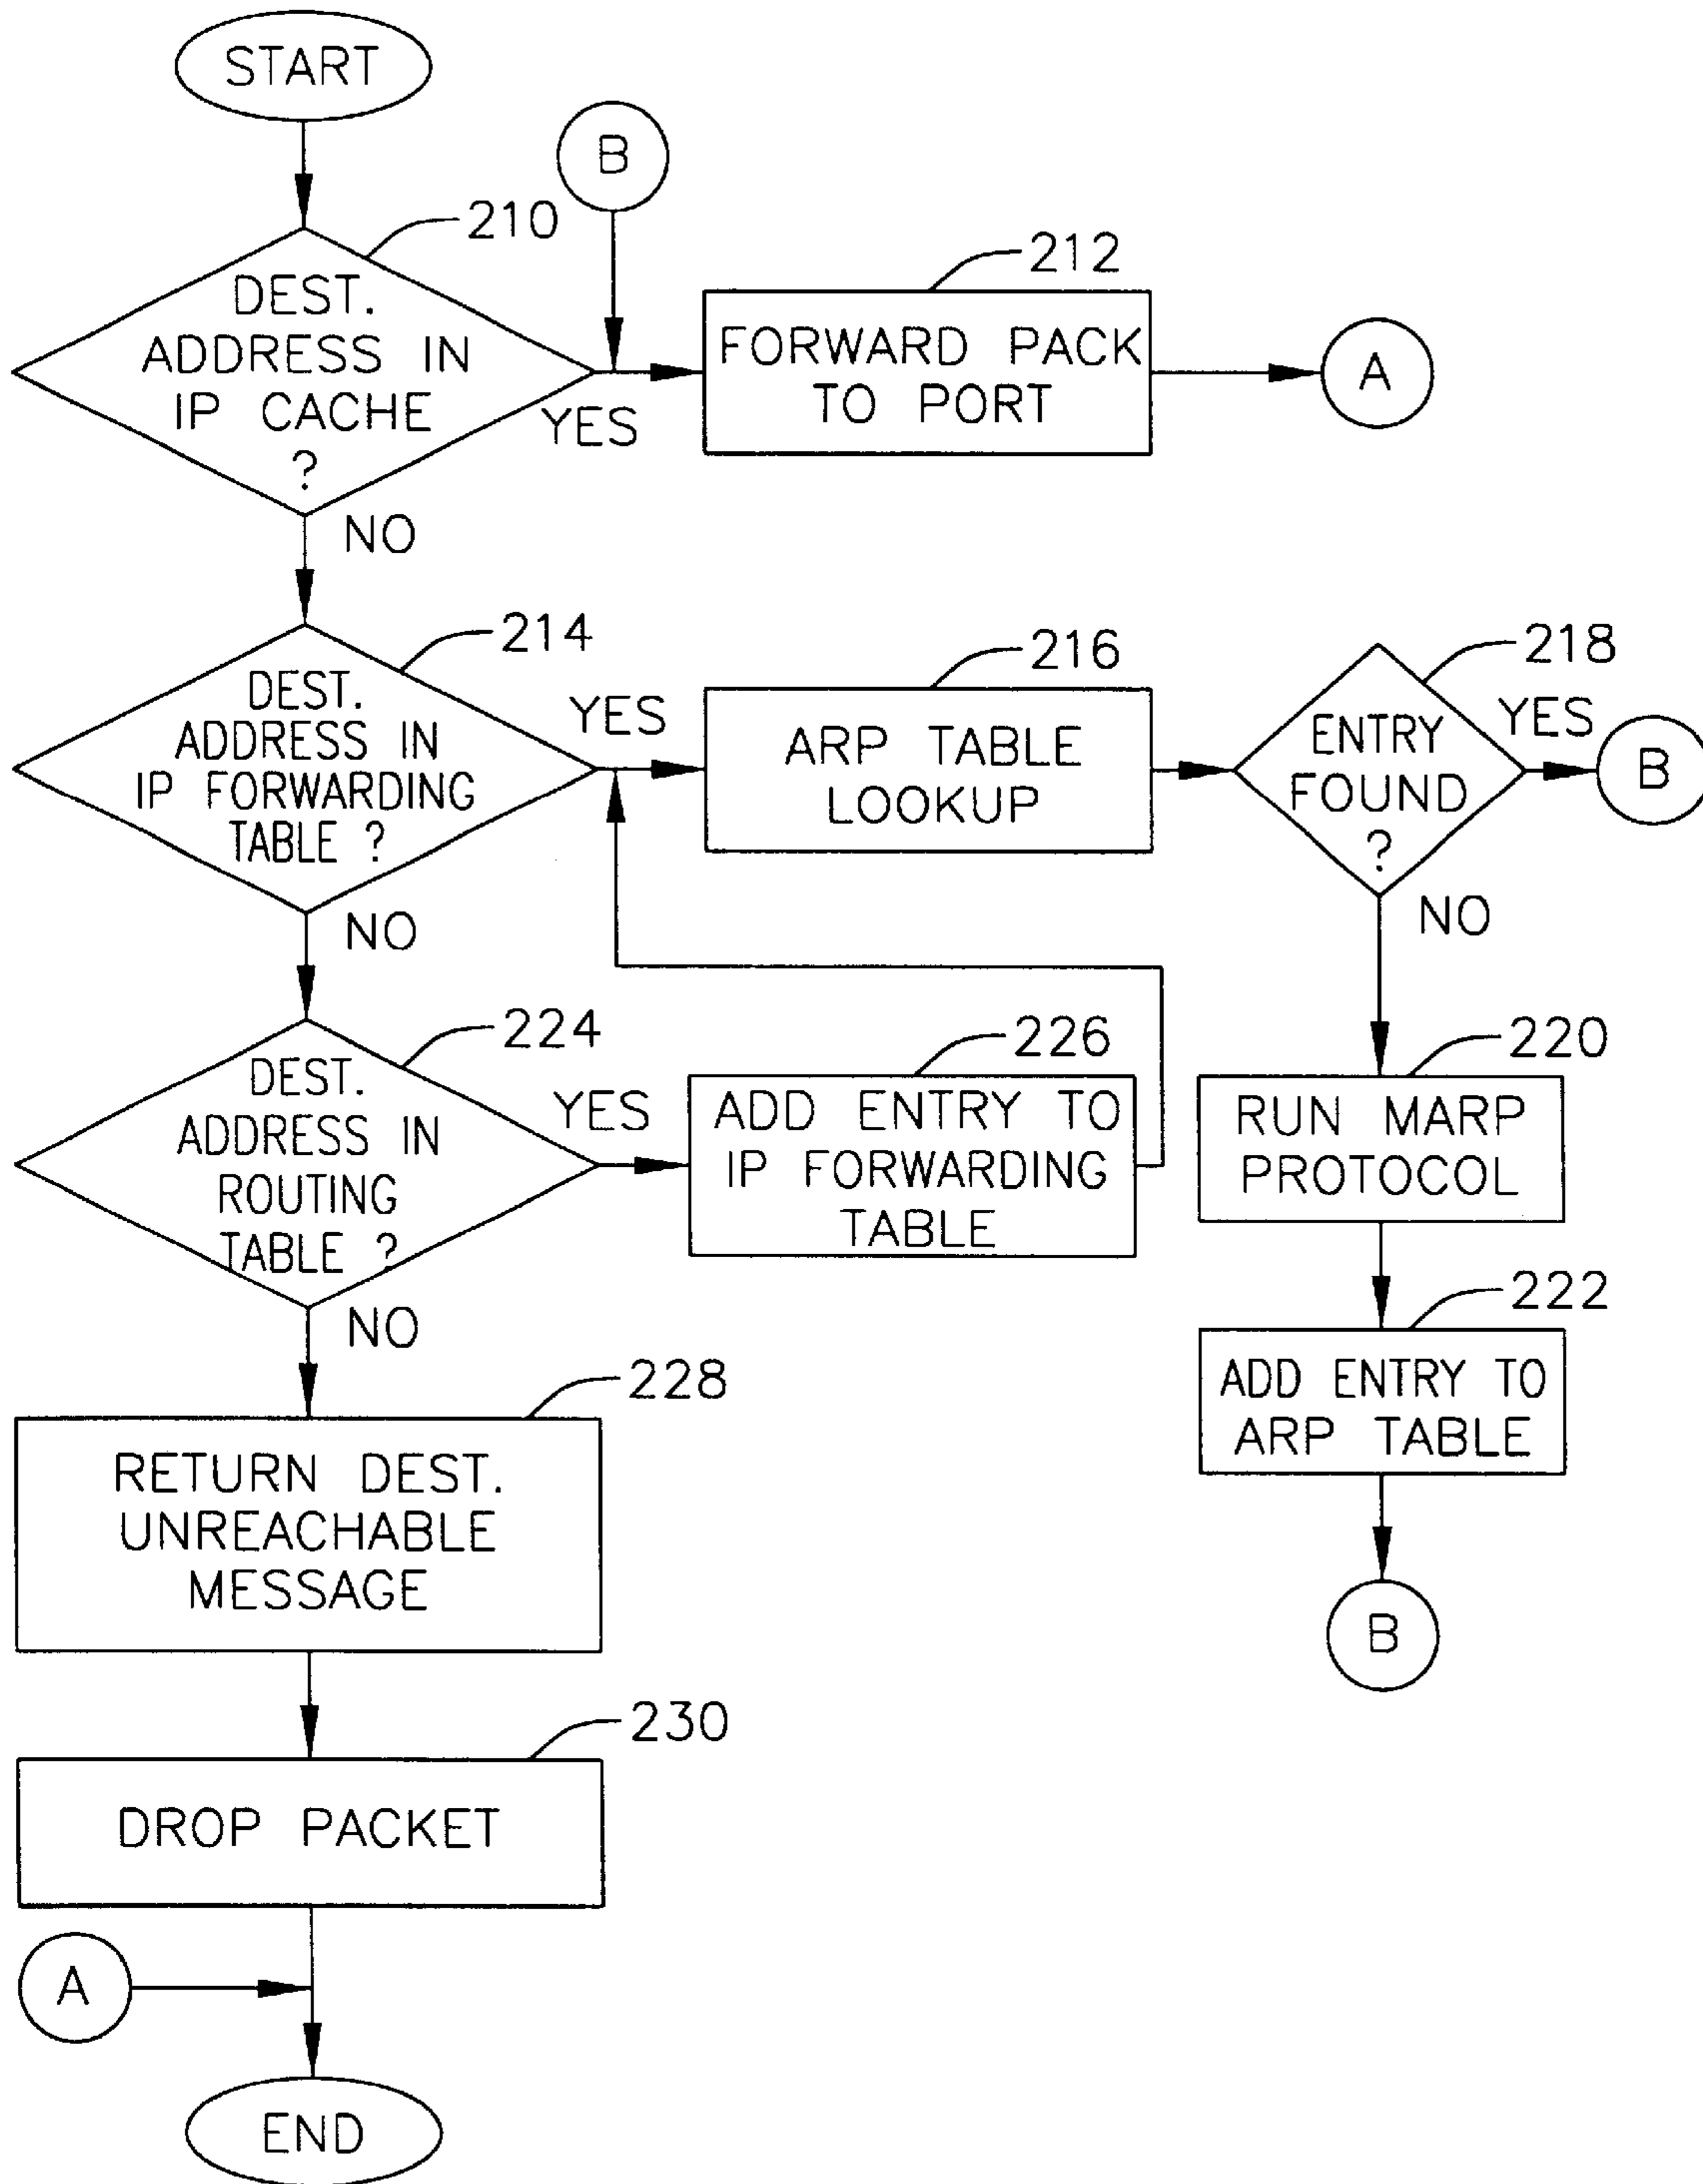 START
B
210
DEST.
ADDRESS IN
IP CACHE
?
YES
NO
212
FORWARD PACK
TO PORT
A
214
DEST.
ADDRESS IN
IP FORWARDING
TABLE ?
YES
NO
216
ARP TABLE
LOOKUP
218
ENTRY
FOUND
?
YES
B
NO
224
DEST.
ADDRESS IN
ROUTING
TABLE ?
YES
NO
226
ADD ENTRY TO
IP FORWARDING
TABLE
220
RUN MARP
PROTOCOL
222
ADD ENTRY TO
ARP TABLE
B
228
RETURN DEST.
UNREACHABLE
MESSAGE
230
DROP PACKET
A
END